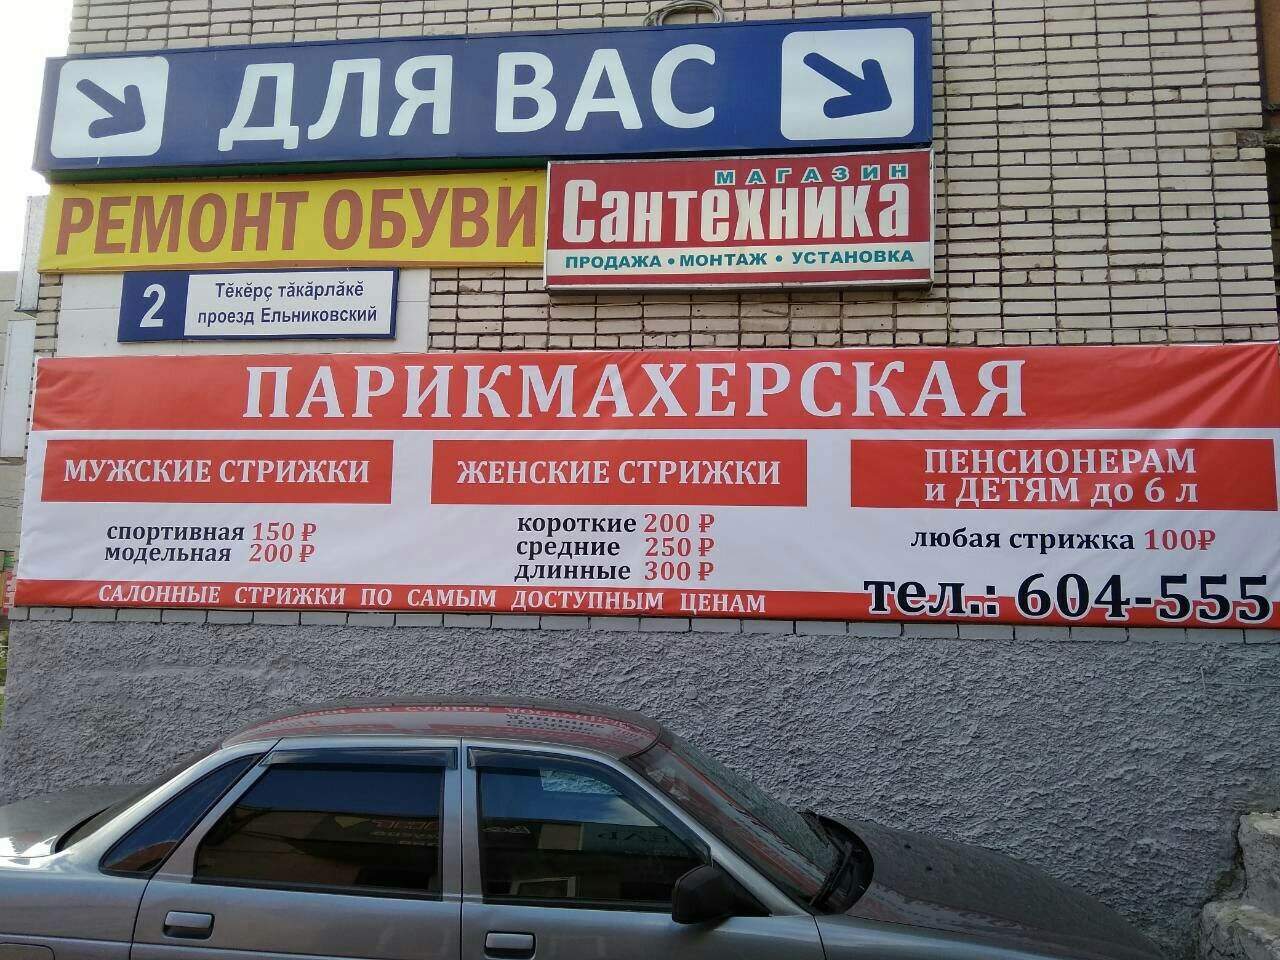 ДЛЯ ВАС
РЕМОНТ ОБУВИ
МАГАЗИН
Сантехника
ПРОДАЖА • МОНТАЖ • УСТАНОВКА
2
Тӗкӗрҫ тӑкӑрлӑкӗ
проезд Ельниковский
ПАРИКМАХЕРСКАЯ
МУЖСКИЕ СТРИЖКИ
спортивная 150 ₽
модельная 200 ₽
ЖЕНСКИЕ СТРИЖКИ
короткие 200 ₽
средние 250 ₽
длинные 300 ₽
ПЕНСИОНЕРАМ
и ДЕТЯМ до 6 л
любая стрижка 100₽
САЛОННЫЕ СТРИЖКИ ПО САМЫМ ДОСТУПНЫМ ЦЕНАМ
тел.: 604-555